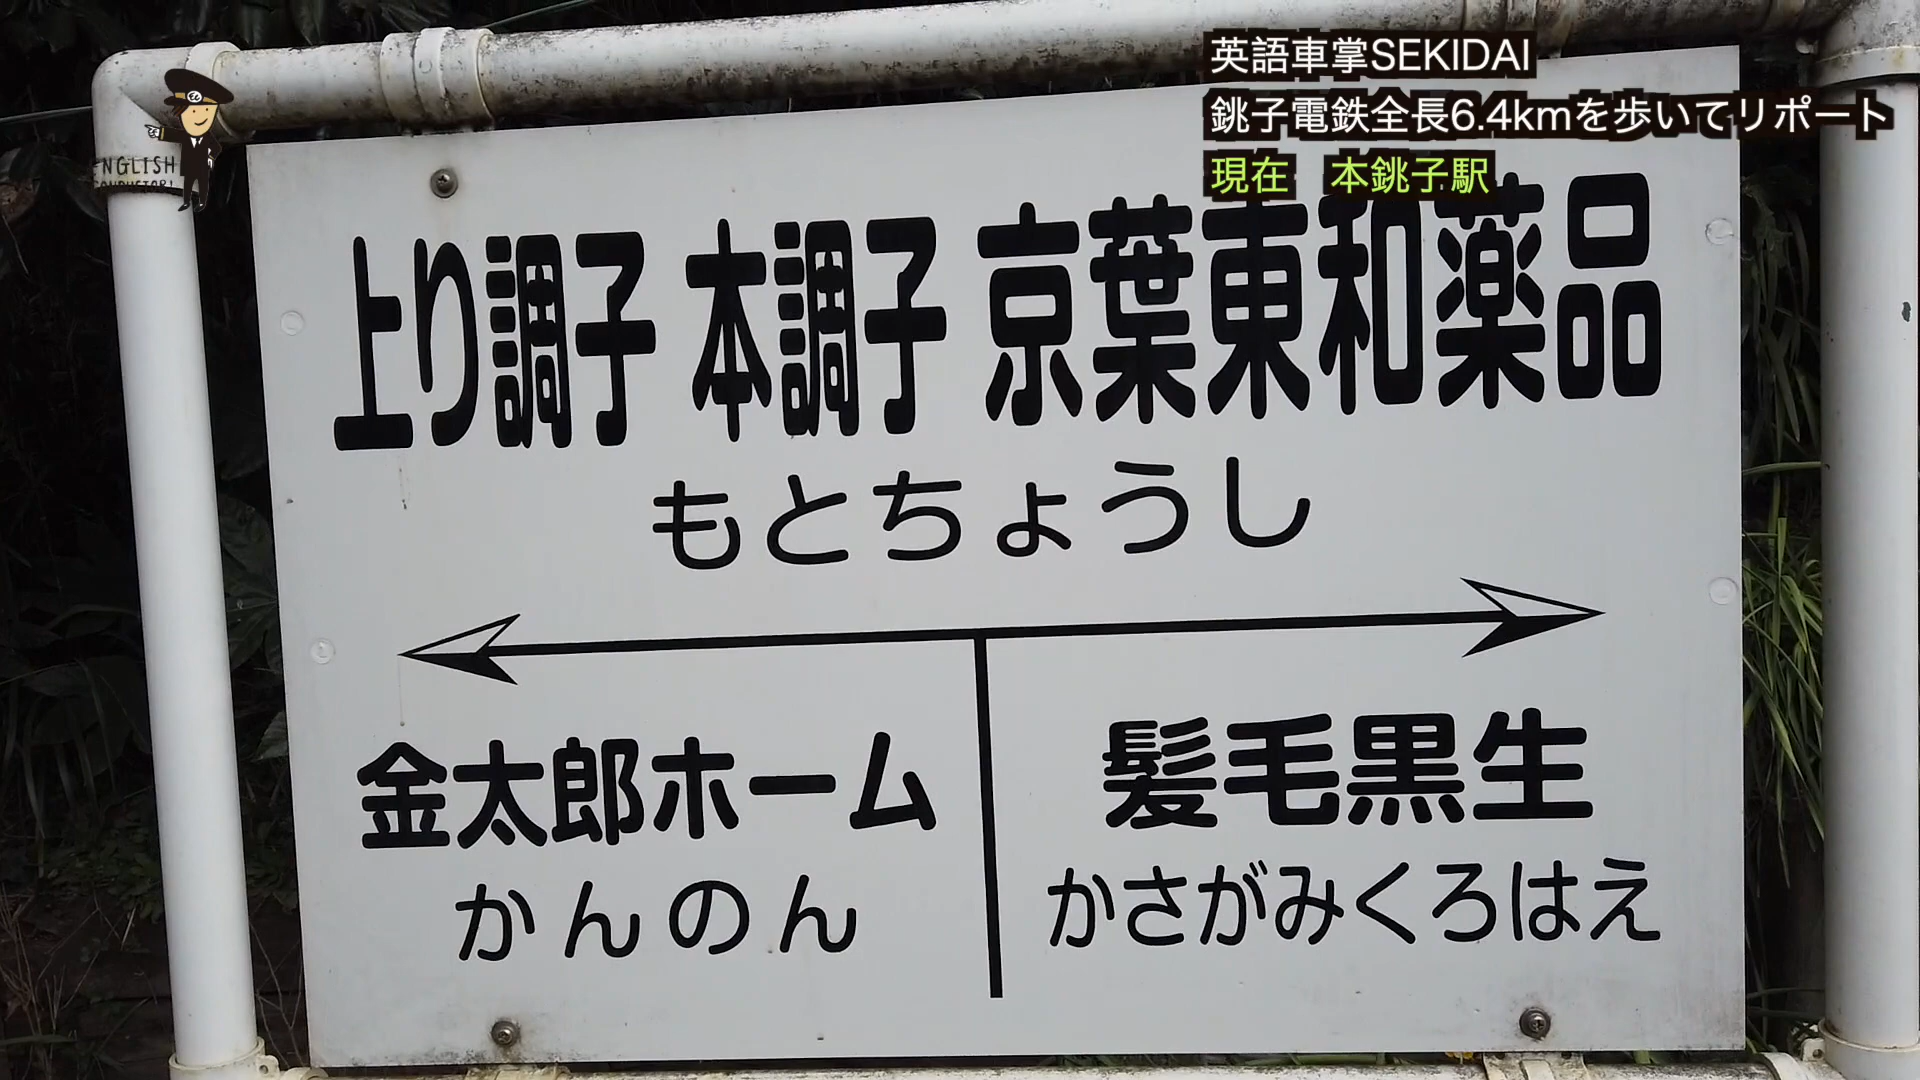 英語車掌SEKIDAI
銚子電鉄全長6.4kmを歩いてリポート
現在 本銚子駅
ENGLISH
CONDUCTOR!
上り調子 本調子 京葉東和薬品
もとちょうし
金太郎ホーム
かんのん
髪毛黒生
かさがみくろはえ